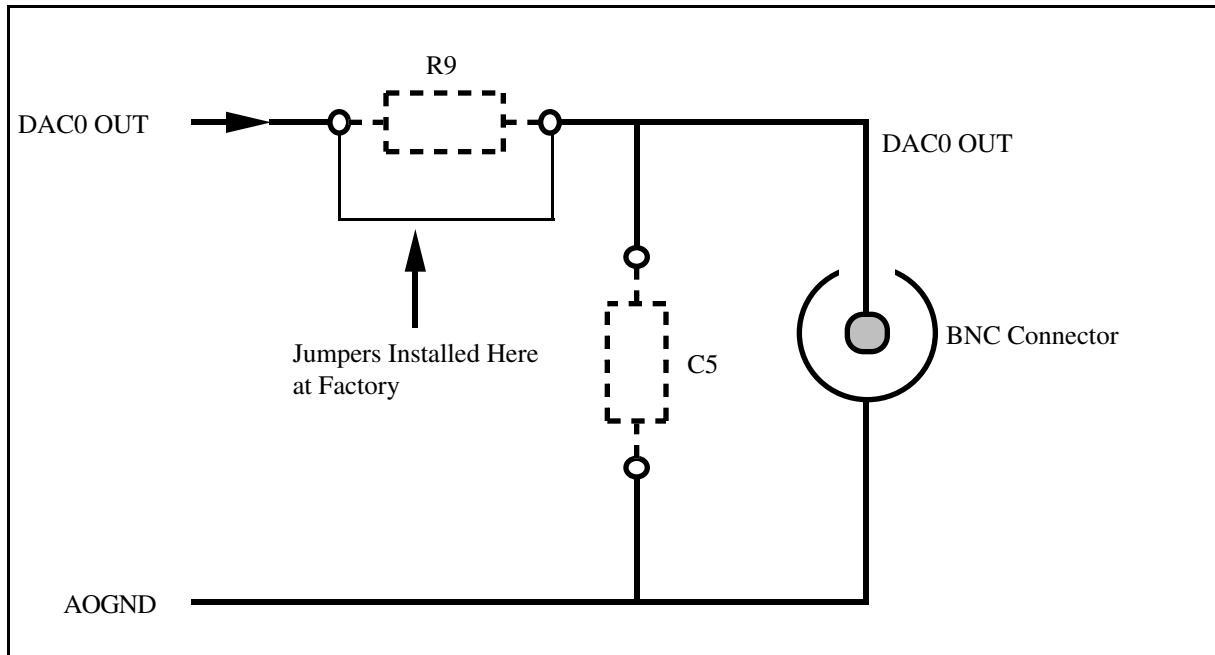 R9
DAC0 OUT
DAC0 OUT
Jumpers Installed Here
at Factory
BNC Connector
C5
AOGND